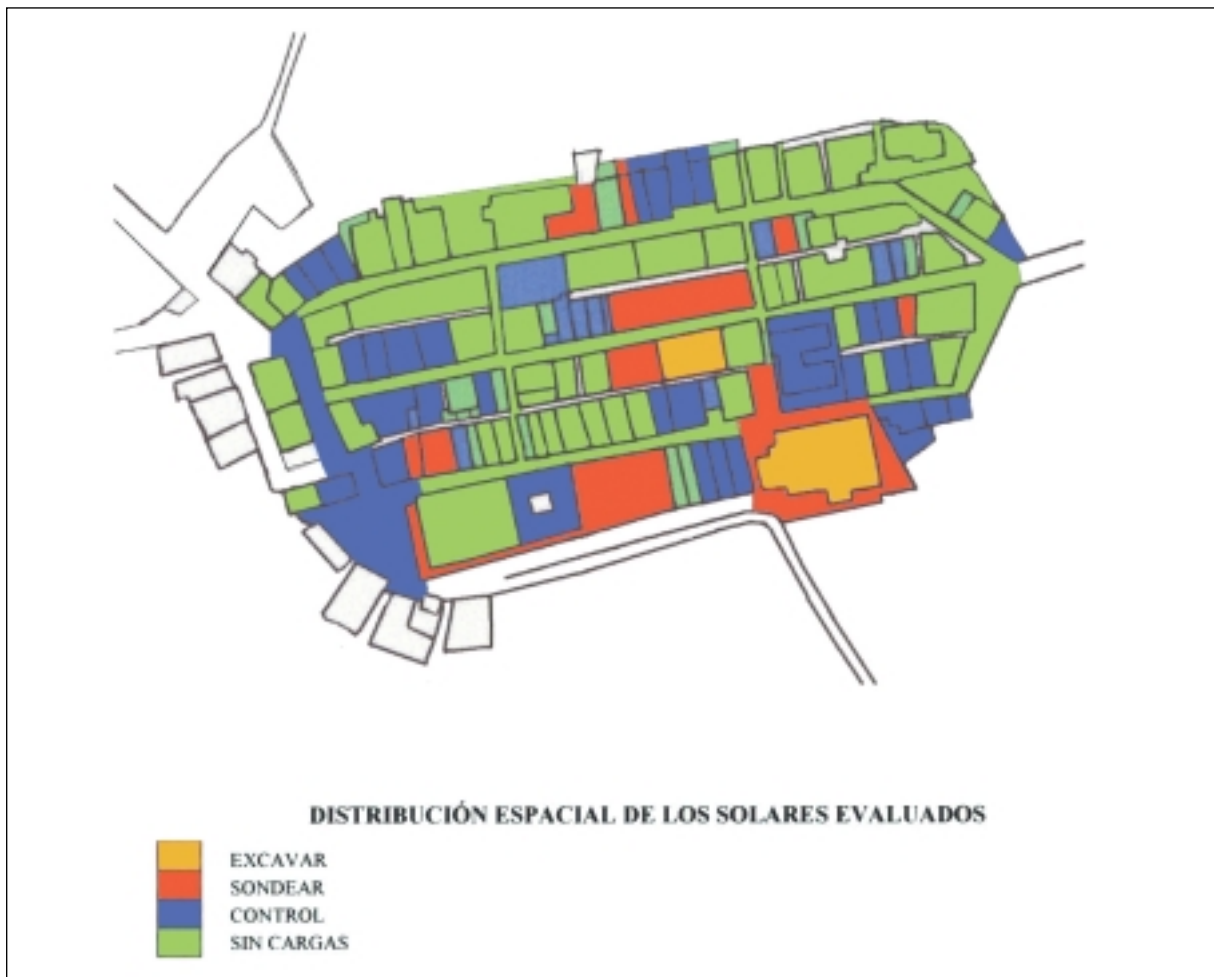 DISTRIBUCIÓN ESPACIAL DE LOS SOLARES EVALUADOS
EXCAVAR
SONDEAR
CONTROL
SIN CARGAS